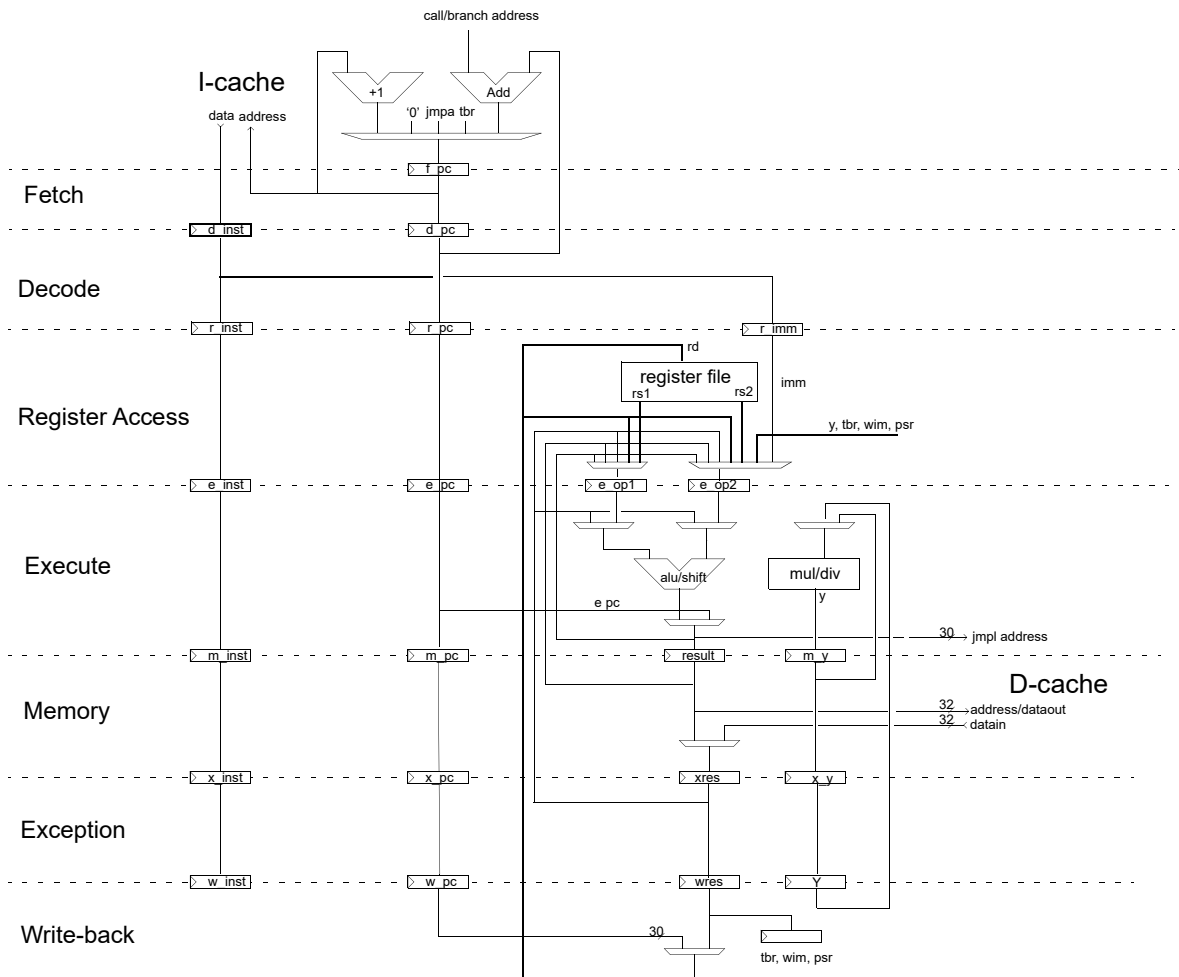 call/branch address
I-cache
+1
Add
data address
‘0’ jmpa tbr
f_pc
Fetch
d_inst
d_pc
Decode
r_inst
r_pc
r_imm
rd
register file
rs1
rs2
imm
Register Access
y, tbr, wim, psr
e_inst
e_pc
e_op1
e_op2
Execute
alu/shift
mul/div
y
e pc
30
jmpl address
m_inst
m_pc
result
m_y
D-cache
Memory
32
address/dataout
32
datain
x_inst
x_pc
xres
x_y
Exception
w_inst
w_pc
wres
Y
Write-back
30
tbr, wim, psr